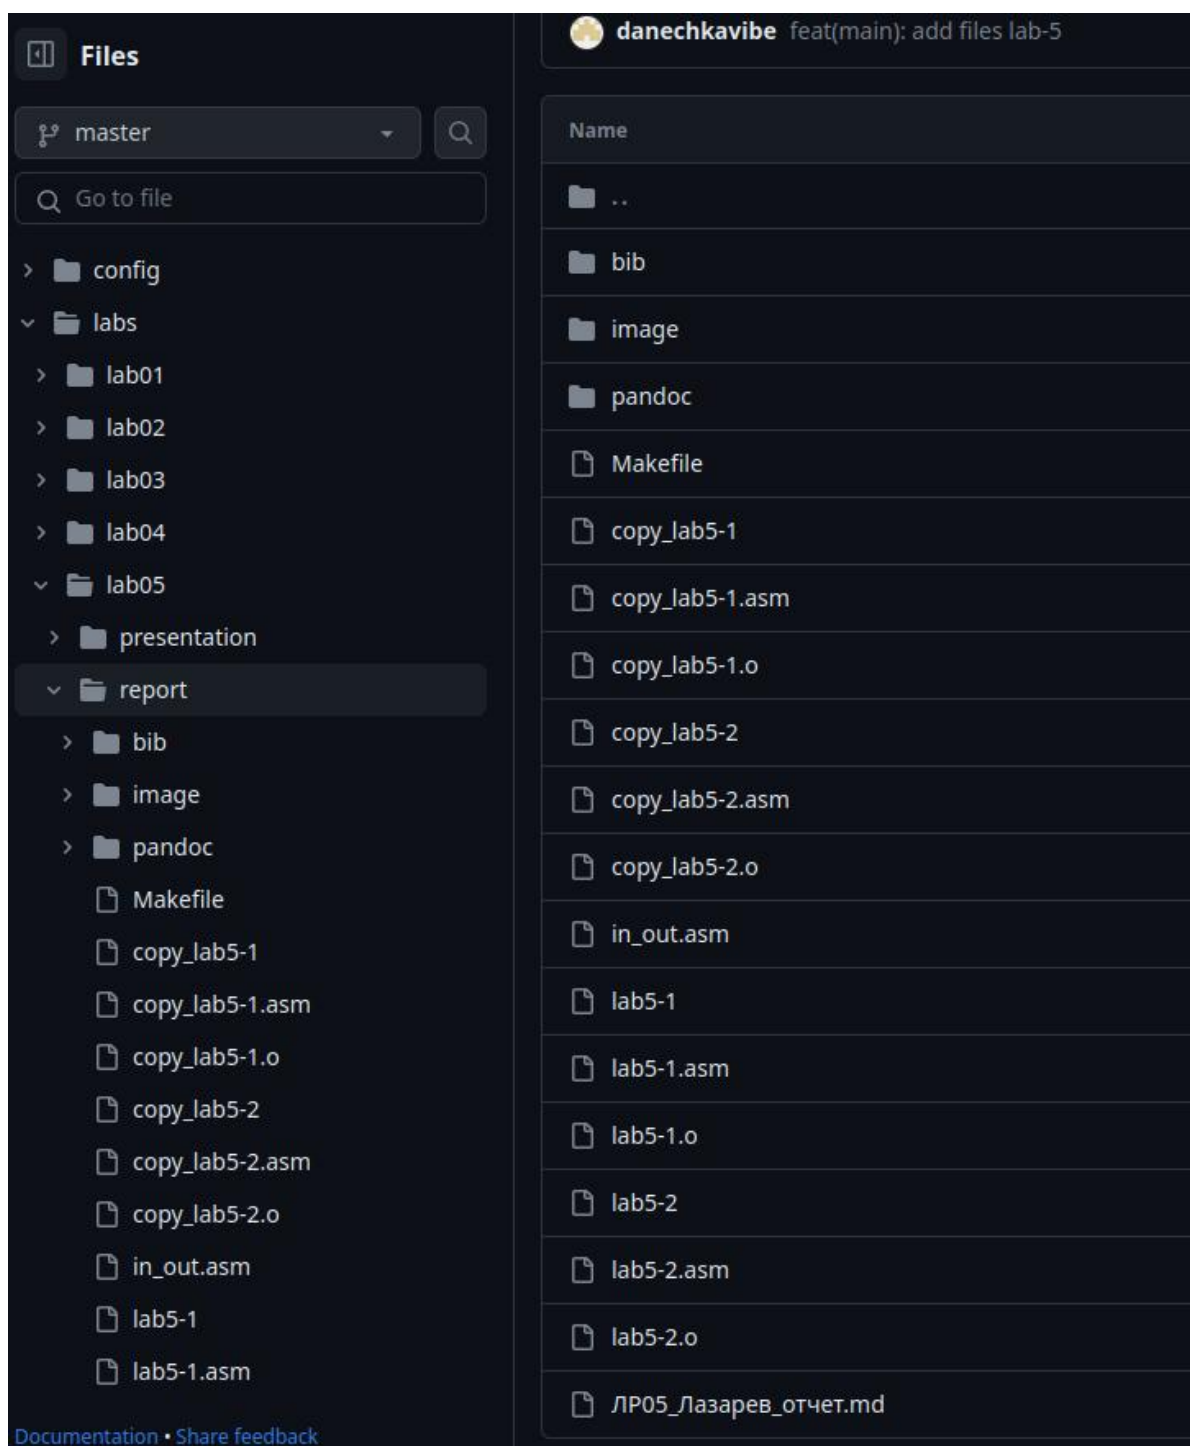 Files
master
Go to file
config
labs
lab01
lab02
lab03
lab04
lab05
presentation
report
bib
image
pandoc
Makefile
copy_lab5-1
copy_lab5-1.asm
copy_lab5-1.o
copy_lab5-2
copy_lab5-2.asm
copy_lab5-2.o
in_out.asm
lab5-1
lab5-1.asm
Documentation • Share feedback
danechkavibe feat(main): add files lab-5
Name
..
bib
image
pandoc
Makefile
copy_lab5-1
copy_lab5-1.asm
copy_lab5-1.o
copy_lab5-2
copy_lab5-2.asm
copy_lab5-2.o
in_out.asm
lab5-1
lab5-1.asm
lab5-1.o
lab5-2
lab5-2.asm
lab5-2.o
ЛР05_Лазарев_отчет.md